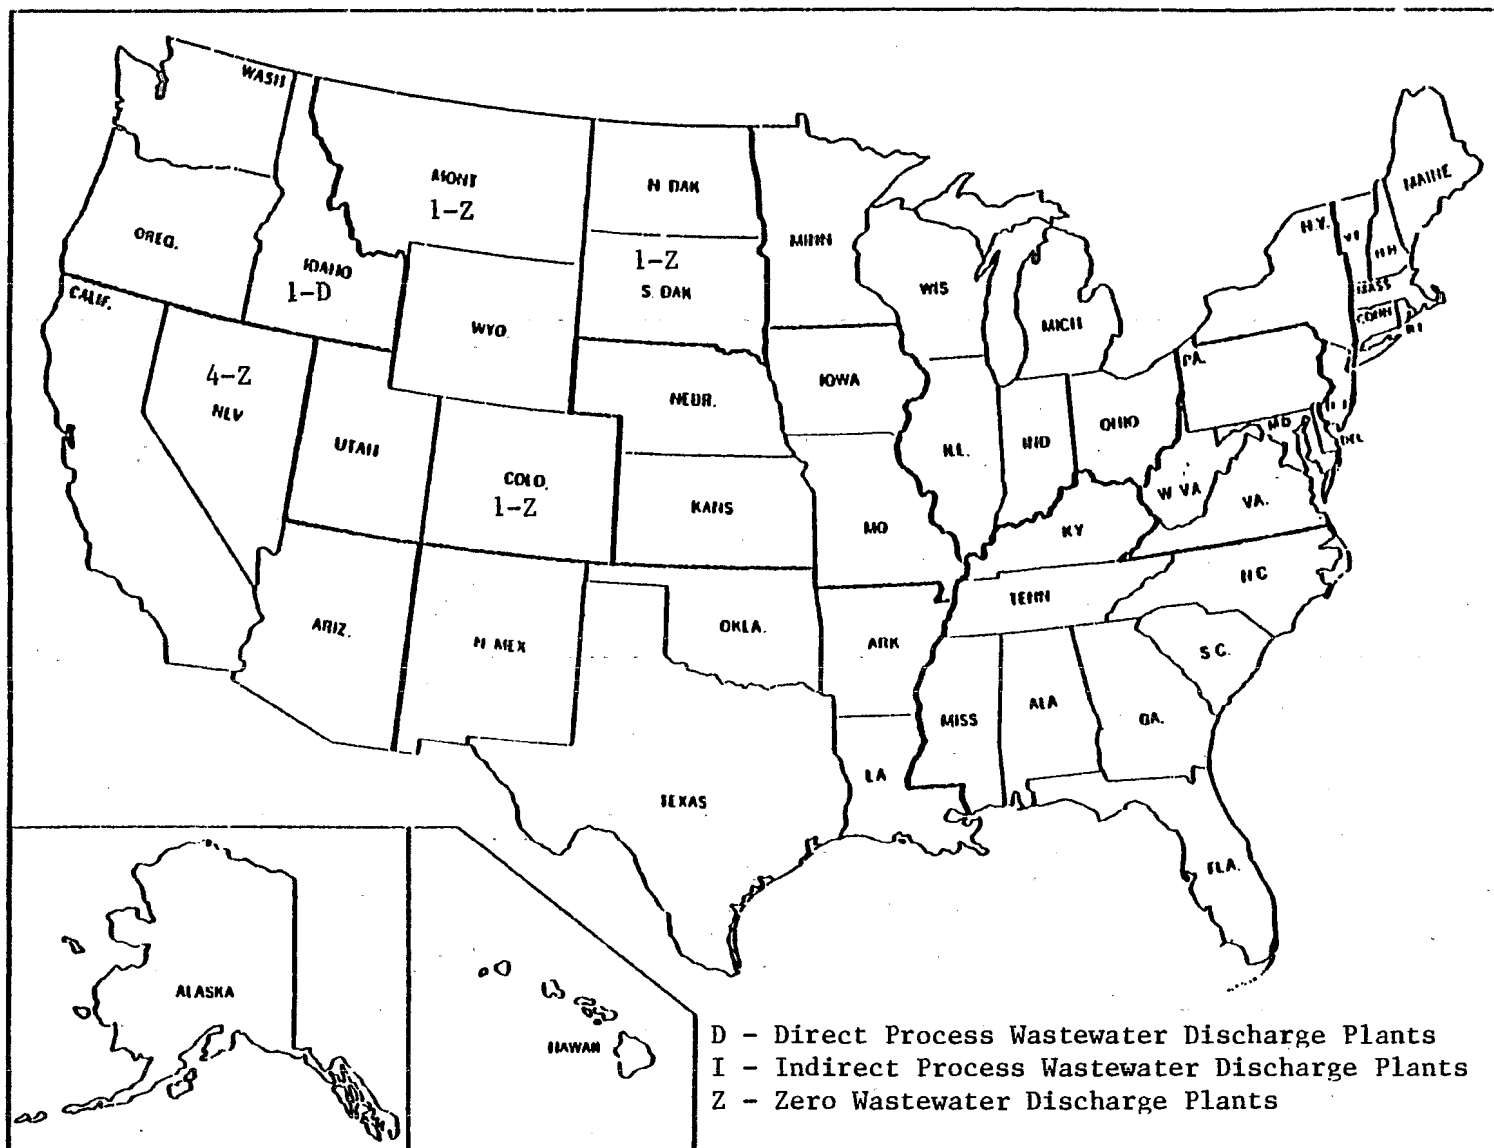 WASH
MONT
1-Z
N DAK
MINN
MAINE
N.Y.
VT
NH
MASS
CONN
RI
OREG.
IDAHO
1-D
1-Z
S. DAK
WIS
MICH
CALIF.
WYO.
4-Z
NEV
UTAH
COLO.
1-Z
NEBR.
KANS
IOWA
ILL.
IND
OHIO
PA.
MD
DEL
MO
KY
W VA
VA.
ARIZ.
N MEX
OKLA.
ARK
TENN
N C
S C.
MISS
ALA
GA.
TEXAS
LA
FLA.
ALASKA
HAWAII
D - Direct Process Wastewater Discharge Plants
I - Indirect Process Wastewater Discharge Plants
Z - Zero Wastewater Discharge Plants